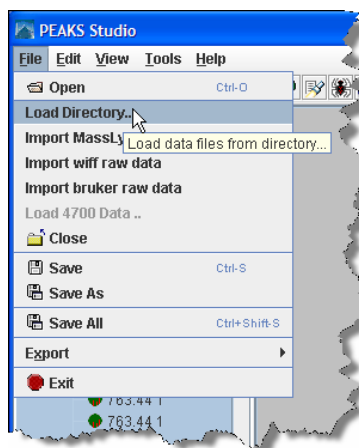 PEAKS Studio
File Edit View Tools Help
Open Ctrl-O
Load Directory..
Import MassLy
Load data files from directory...
Import wiff raw data
Import bruker raw data
Load 4700 Data ..
Close
Save Ctrl-S
Save As
Save All Ctrl+Shift-S
Export
Exit
763.44 1
763.44 1